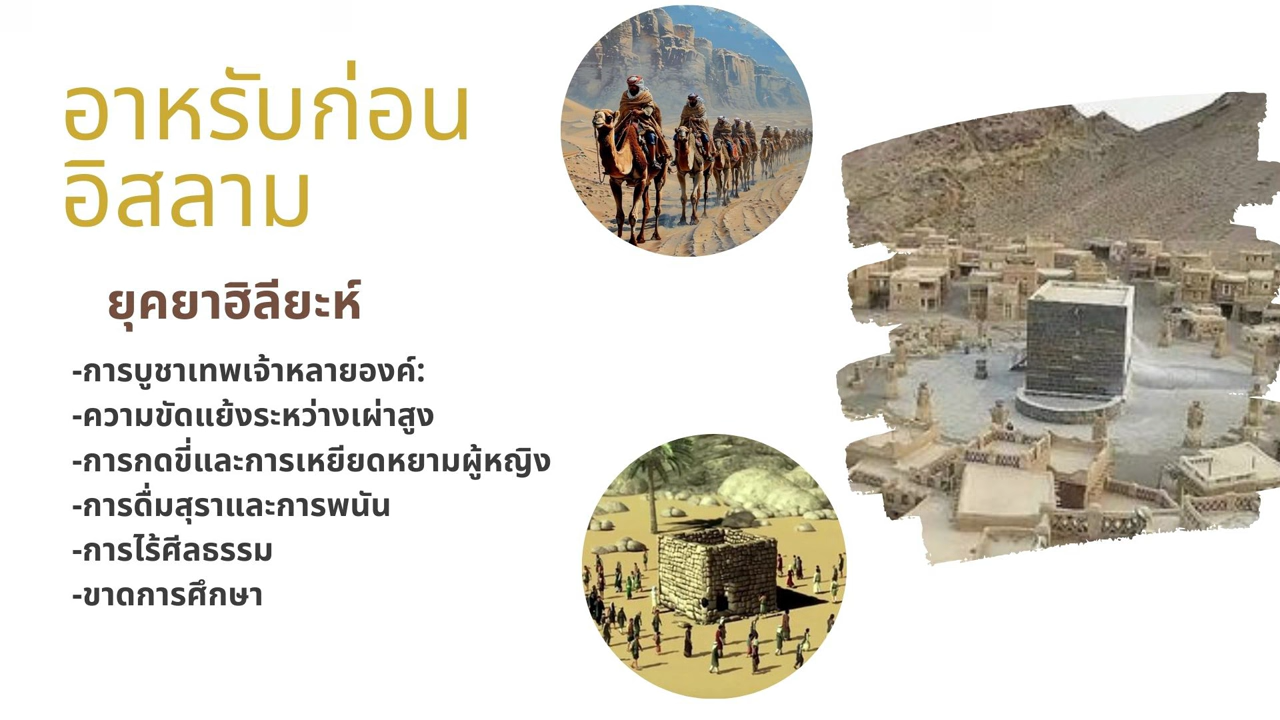 อาหรับก่อน
อิสลาม
ยุคยาฮิลียะห์
-การบูชาเทพเจ้าหลายองค์:
-ความขัดแย้งระหว่างเผ่าสูง
-การกดขี่และการเหยียดหยามผู้หญิง
-การดื่มสุราและการพนัน
-การไร้ศีลธรรม
-ขาดการศึกษา